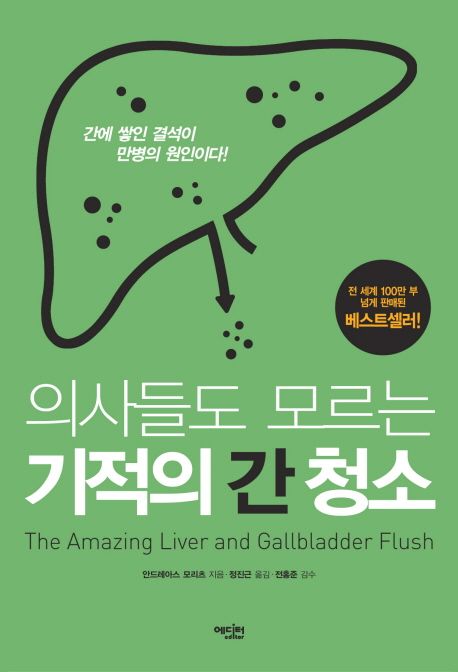 간에 쌓인 결석이
만병의 원인이다!
전 세계 100만 부
넘게 판매된
베스트셀러!
의사들도 모르는
기적의 간 청소
The Amazing Liver and Gallbladder Flush
안드레아스 모리츠 지음·정진근 옮김·전홍준 감수
에디터
editor